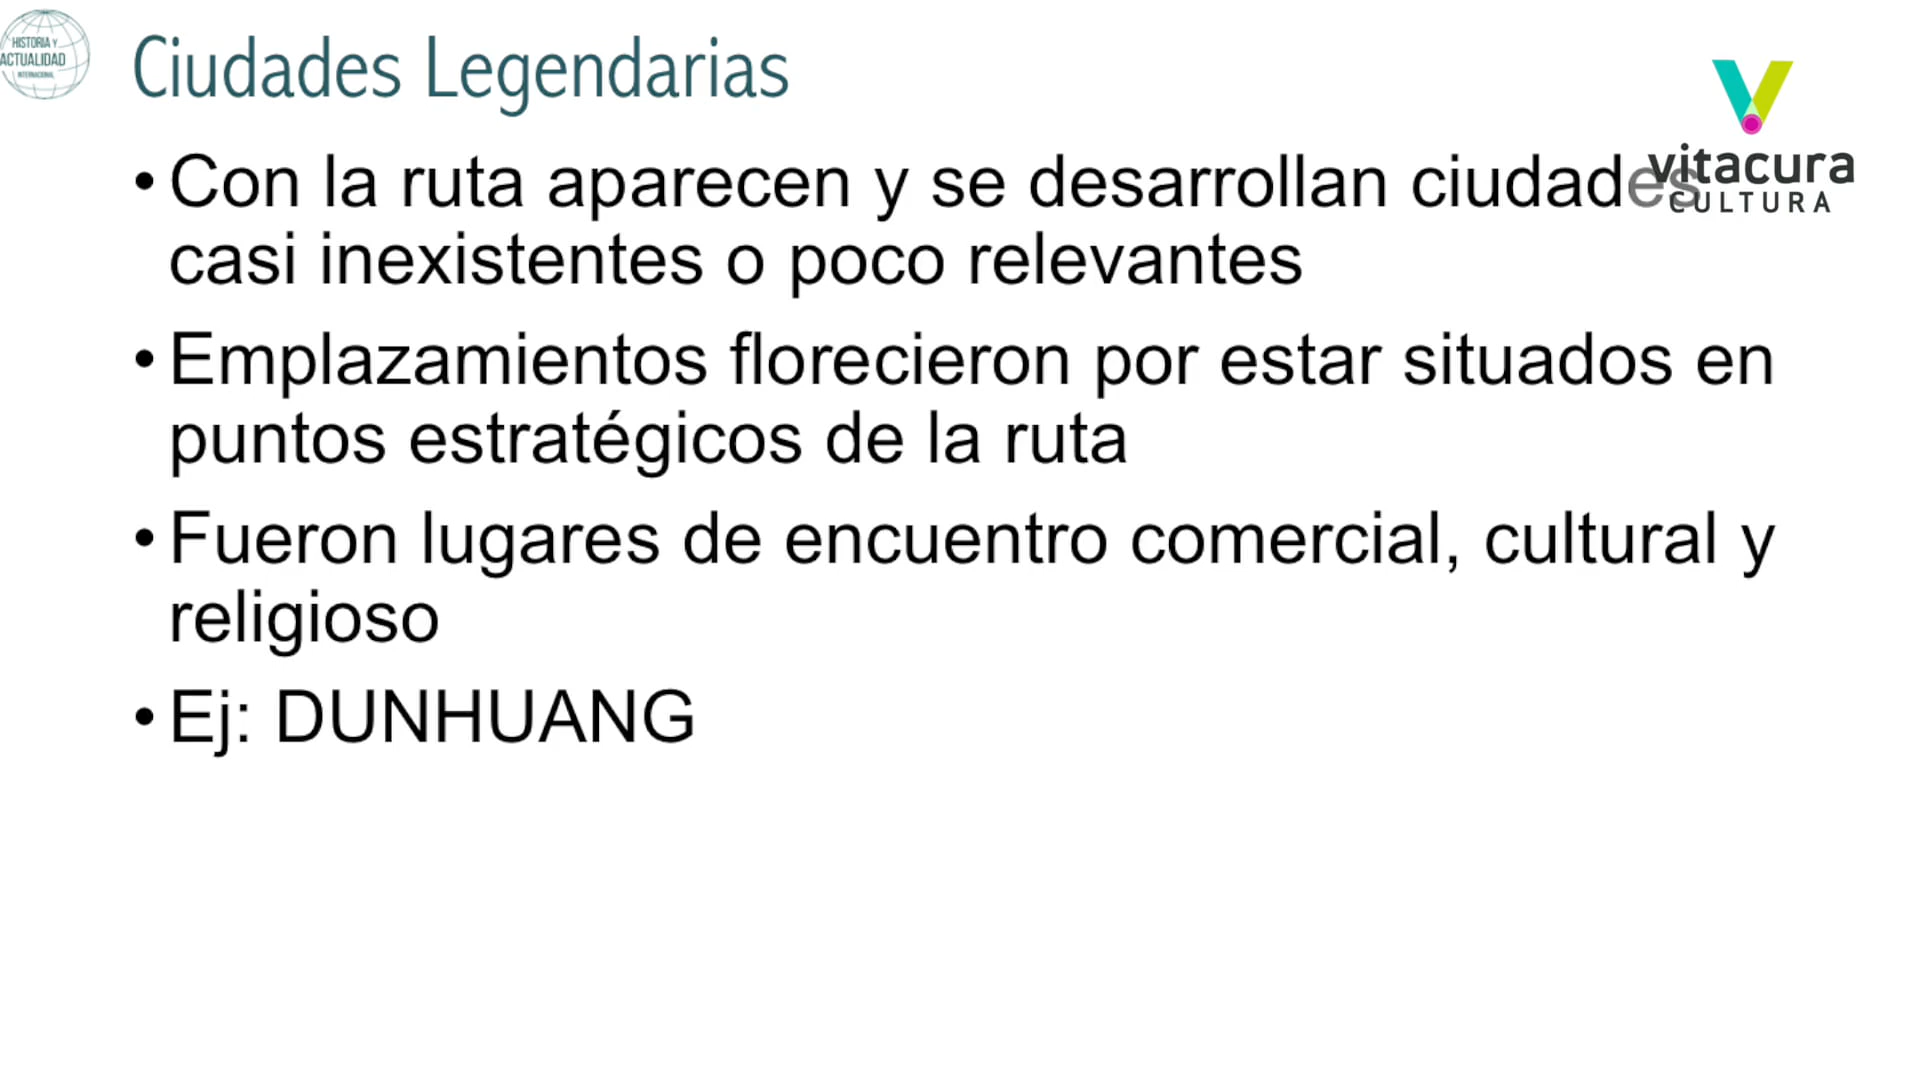 HISTORIA Y
ACTUALIDAD
INTERNACIONAL
Ciudades Legendarias
vitacura
CULTURA
• Con la ruta aparecen y se desarrollan ciudades
casi inexistentes o poco relevantes
• Emplazamientos florecieron por estar situados en
puntos estratégicos de la ruta
• Fueron lugares de encuentro comercial, cultural y
religioso
• Ej: DUNHUANG